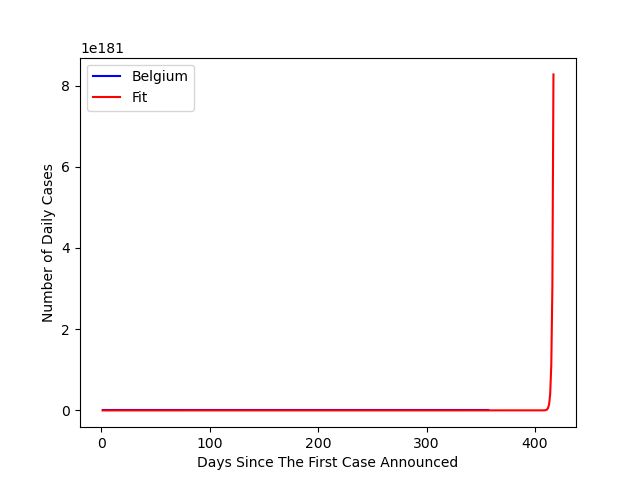 1e181
Belgium
Fit
8
6
4
2
0
Number of Daily Cases
0 100 200 300 400
Days Since The First Case Announced